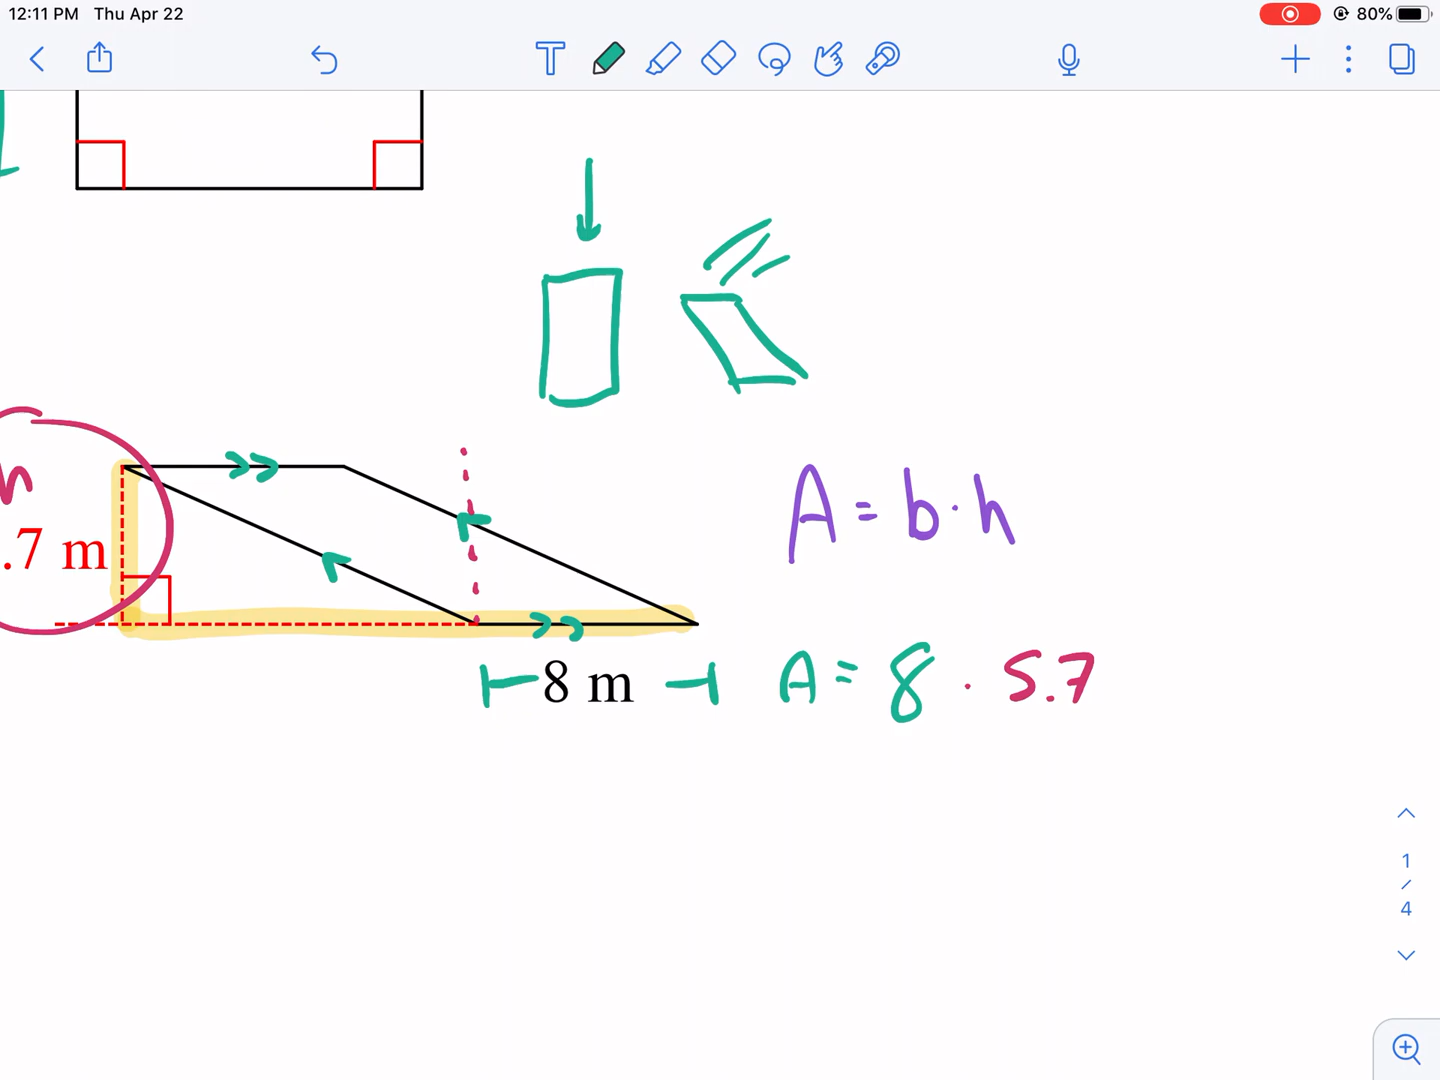 12:11 PM Thu Apr 22
80%
T
h
A = b · h
.7 m
8 m
A = 8 · 5.7
1
/
4